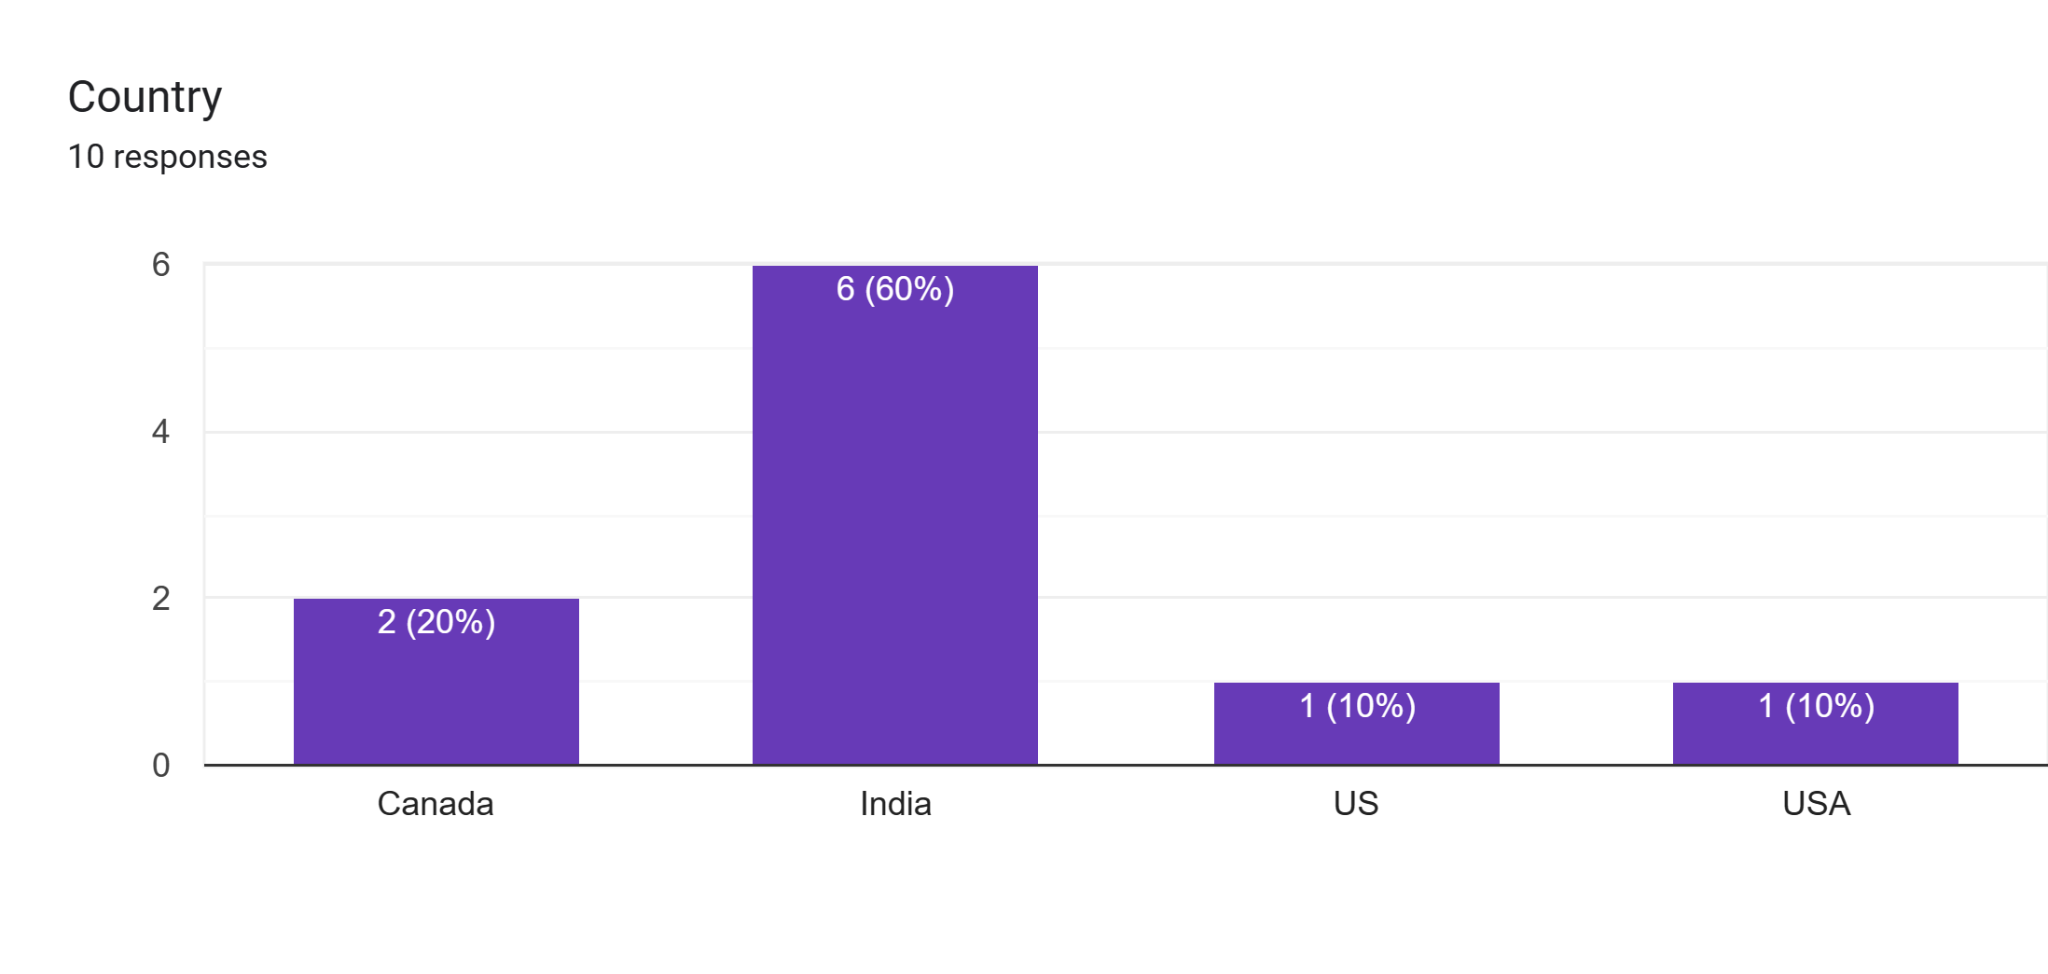 Country
10 responses
6
6 (60%)
4
2
2 (20%)
1 (10%)
1 (10%)
0
Canada
India
US
USA